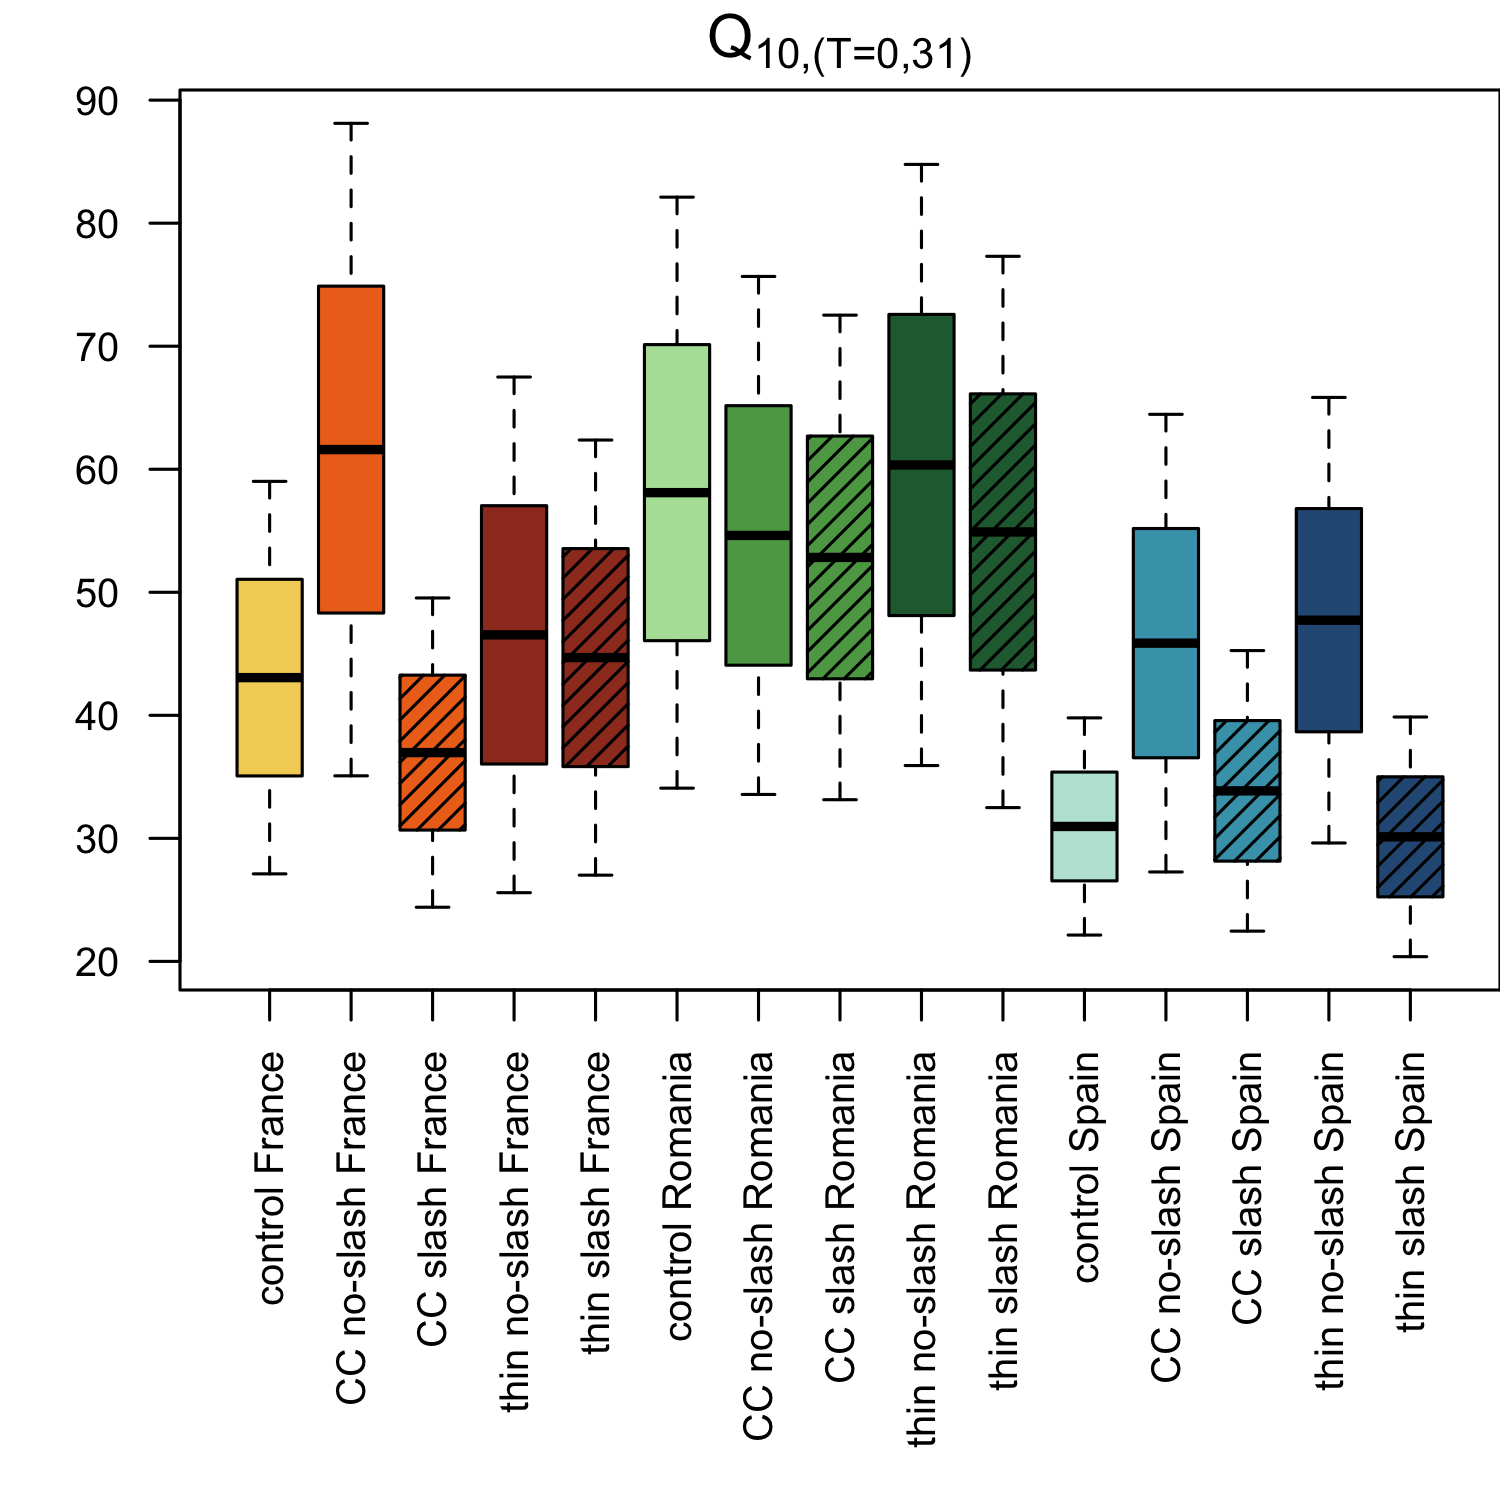 Q10,(T=0,31)
90
80
70
60
50
40
30
20
control France
CC no-slash France
CC slash France
thin no-slash France
thin slash France
control Romania
CC no-slash Romania
CC slash Romania
thin no-slash Romania
thin slash Romania
control Spain
CC no-slash Spain
CC slash Spain
thin no-slash Spain
thin slash Spain